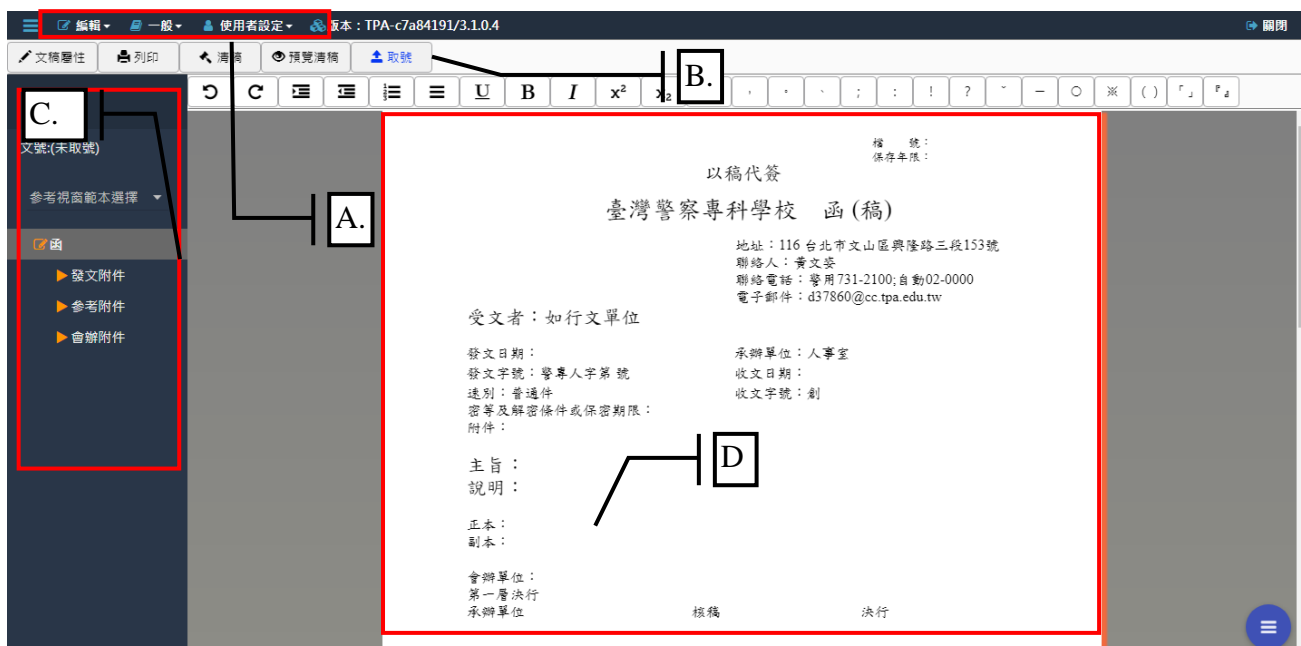 編輯 一般 使用者設定 版本：TPA-c7a84191/3.1.0.4 關閉
文稿屬性 列印 清稿 預覽清稿 取號
B.
U B I x² x₂ , 。 、 ; : ! ? ˇ — ○ ※ ( ) 「」 『』
C.
文號:(未取號)
參考視窗範本選擇
A.
函
發文附件
參考附件
會辦附件
檔 號：
保存年限：
以稿代簽
臺灣警察專科學校 函(稿)
地址：116 台北市文山區興隆路三段153號
聯絡人：黃文姿
聯絡電話：警用731-2100;自動02-0000
電子郵件：d37860@cc.tpa.edu.tw
受文者：如行文單位
發文日期： 承辦單位：人事室
發文字號：警專人字第 號 收文日期：
速別：普通件 收文字號：創
密等及解密條件或保密期限：
附件：
D
主旨：
說明：
正本：
副本：
會辦單位：
第一層決行
承辦單位 核稿 決行